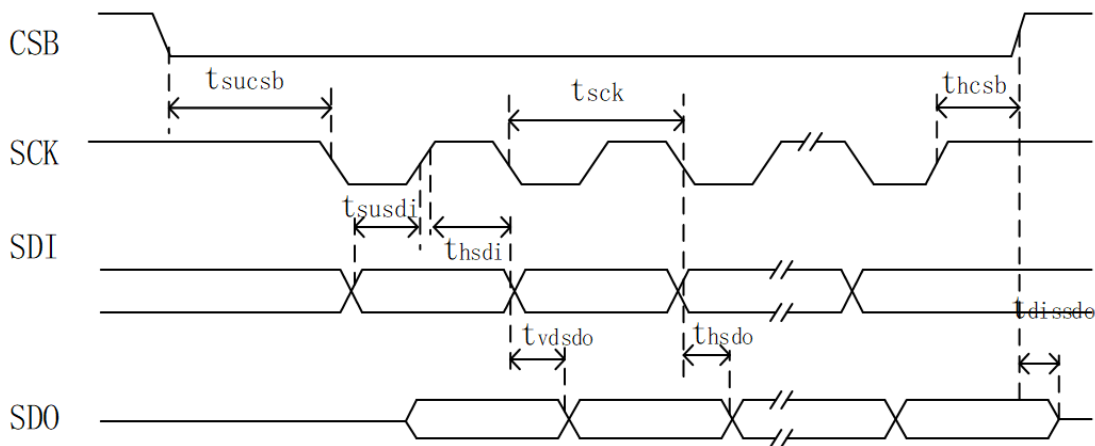 CSB
tsucsb
tsck
thcsb
SCK
tsusdi
thsdi
SDI
tvdsdo
thsdo
tdissdo
SDO